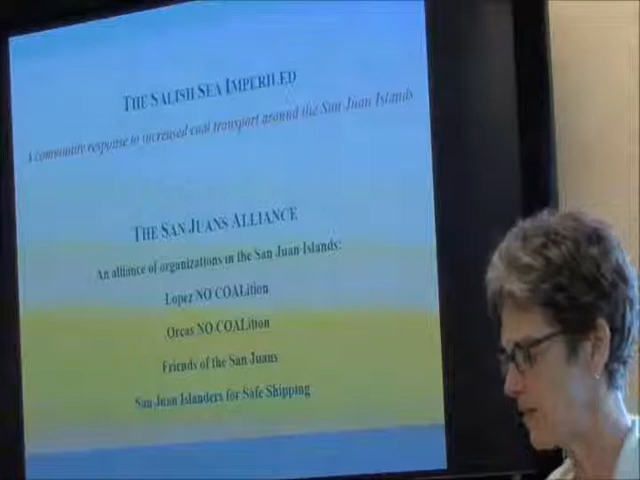 THE SALISH SEA IMPERILED
A community response to increased coal transport around the San Juan Islands
THE SAN JUANS ALLIANCE
An alliance of organizations in the San Juan Islands:
Lopez NO COALition
Orcas NO COALition
Friends of the San Juans
San Juan Islanders for Safe Shipping